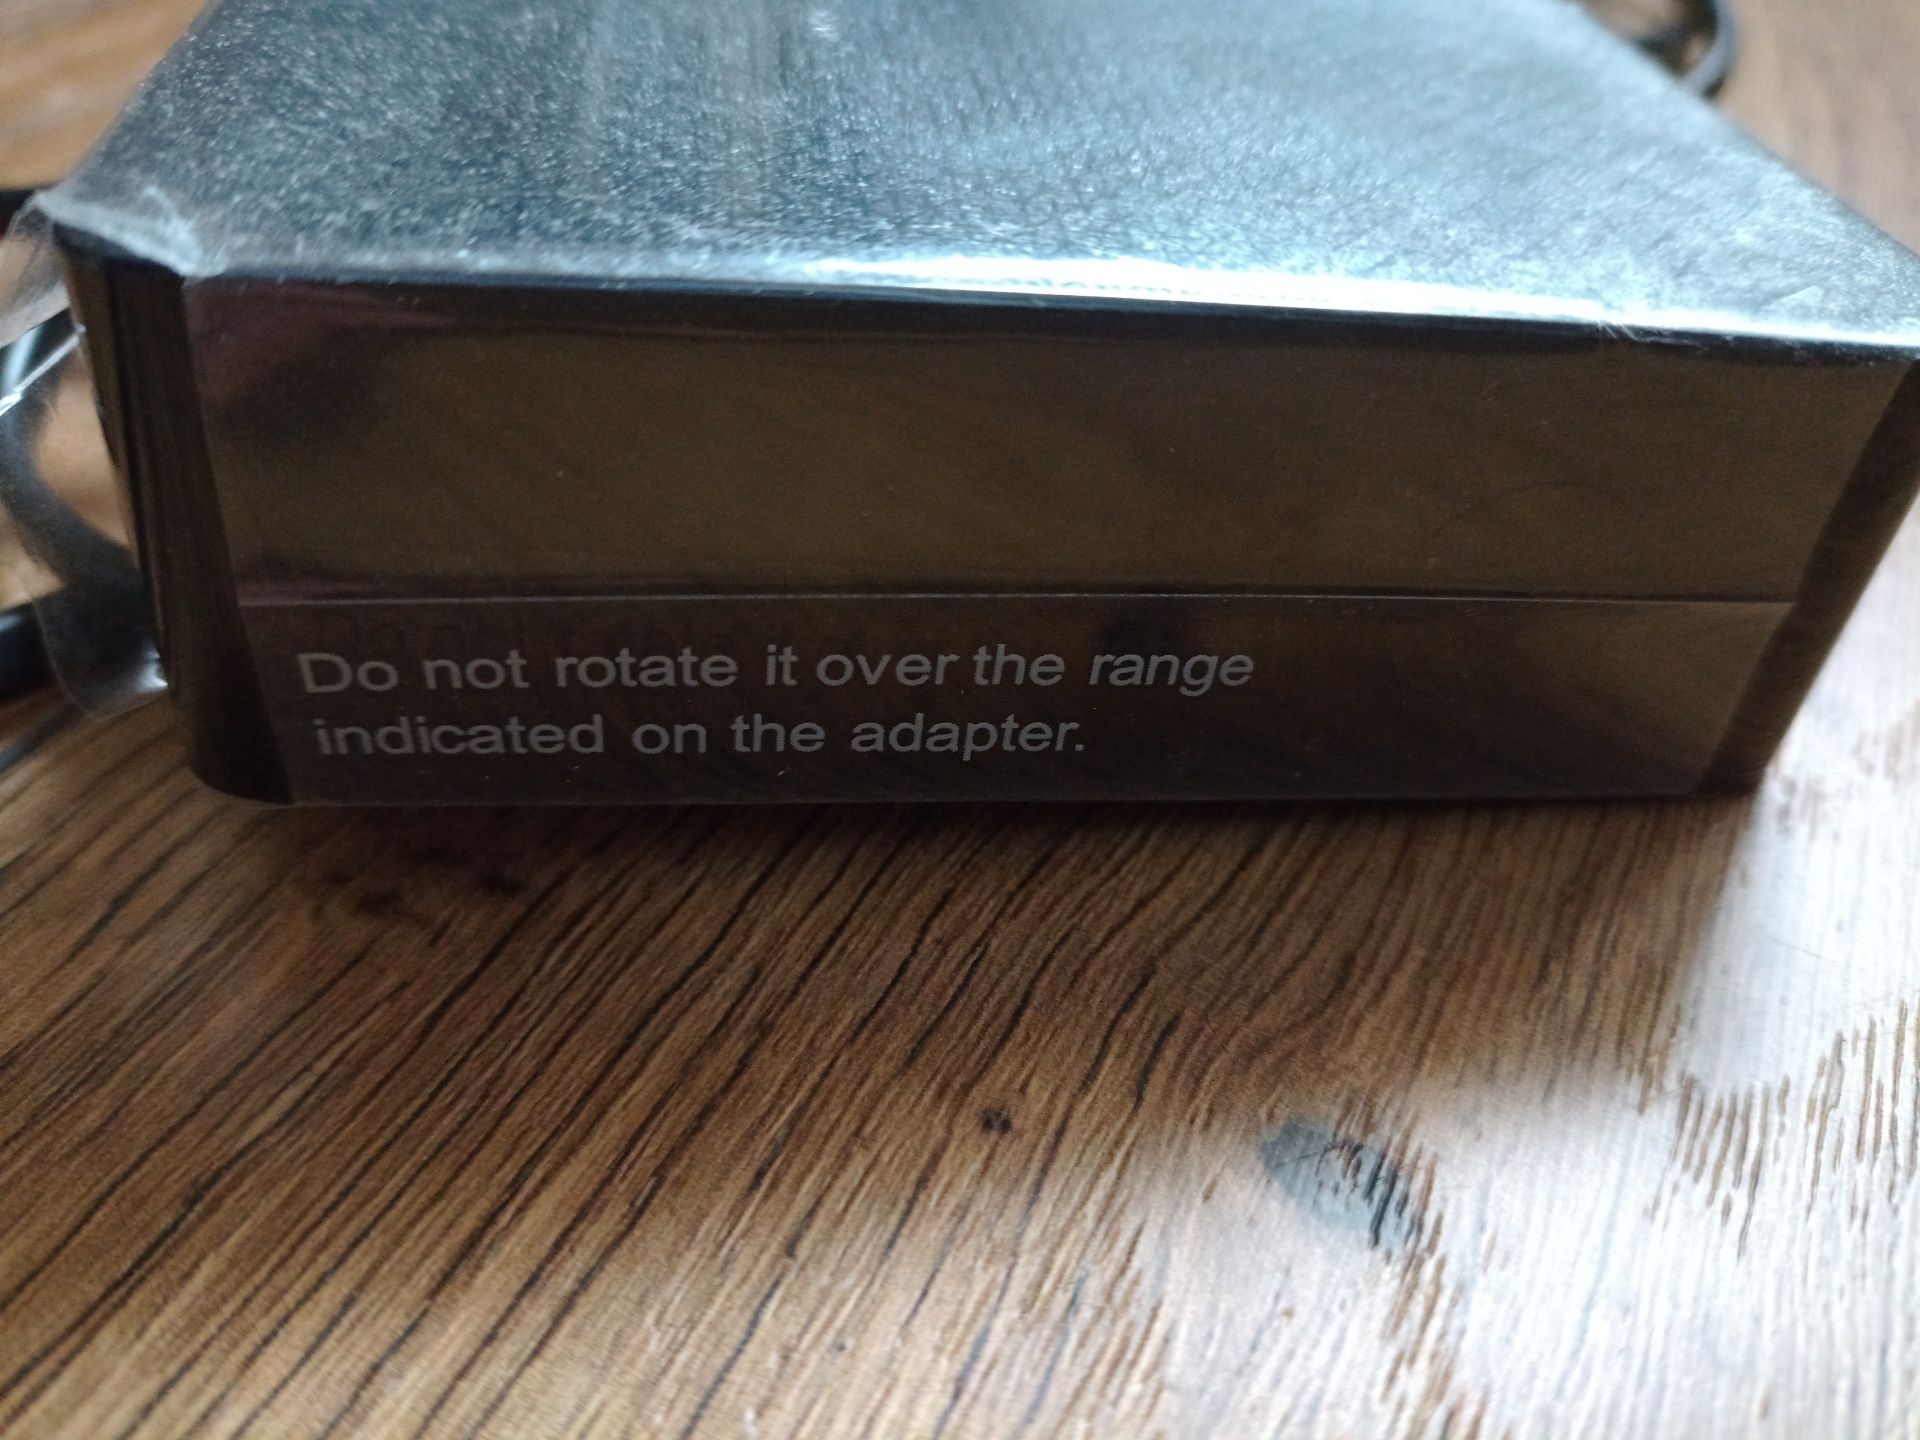 Do not rotate it over the range
indicated on the adapter.